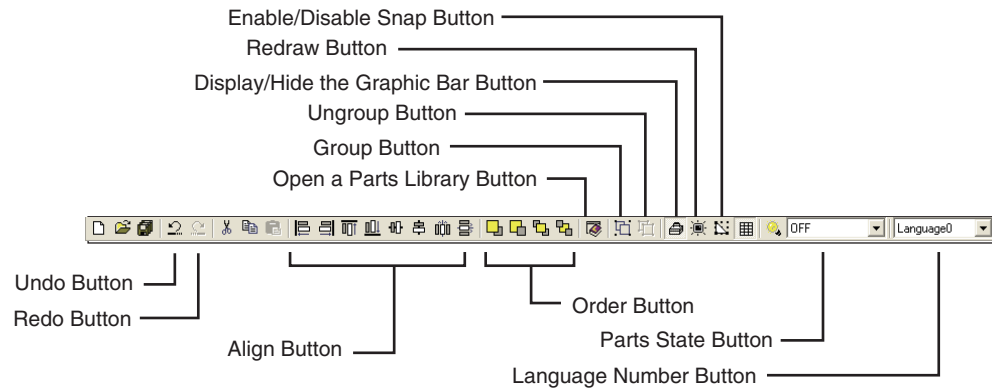 Enable/Disable Snap Button
Redraw Button
Display/Hide the Graphic Bar Button
Ungroup Button
Group Button
Open a Parts Library Button
OFF
Language0
Undo Button
Redo Button
Align Button
Order Button
Parts State Button
Language Number Button